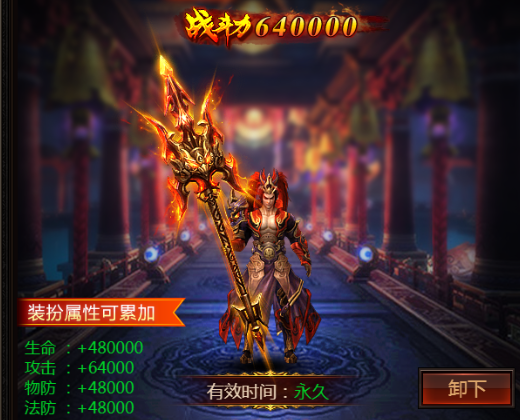 战斗力640000
装扮属性可累加
生命 ：+480000
攻击 ：+64000
物防 ：+48000
法防 ：+48000
有效时间：永久
卸下